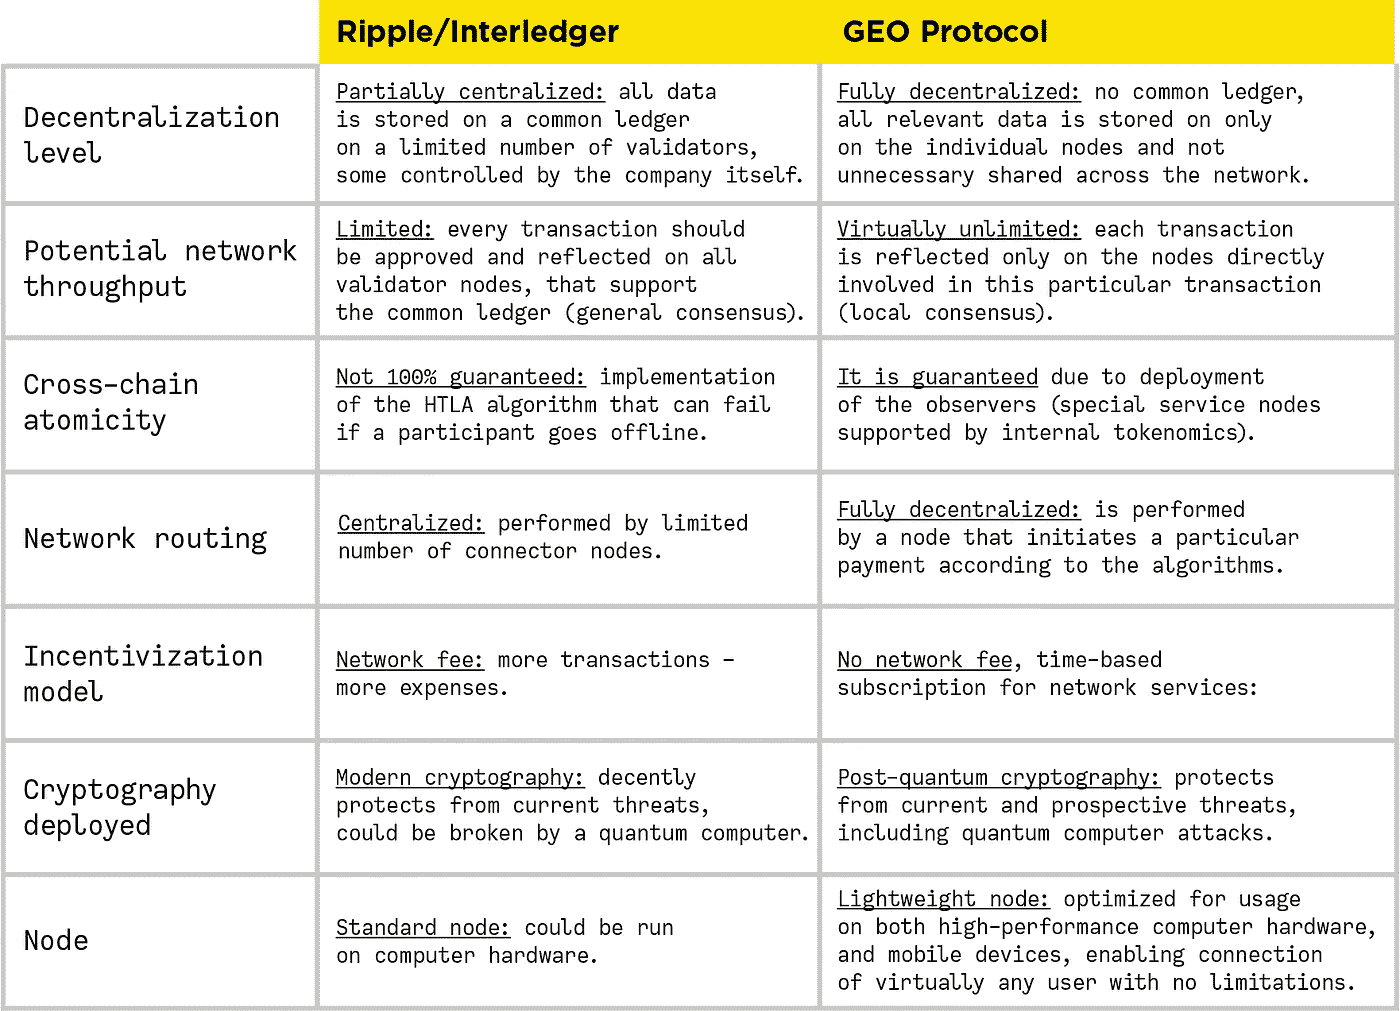 Ripple/Interledger
GEO Protocol
Decentralization
level
Partially centralized: all data
is stored on a common ledger
on a limited number of validators,
some controlled by the company itself.
Fully decentralized: no common ledger,
all relevant data is stored on only
on the individual nodes and not
unnecessary shared across the network.
Potential network
throughput
Limited: every transaction should
be approved and reflected on all
validator nodes, that support
the common ledger (general consensus).
Virtually unlimited: each transaction
is reflected only on the nodes directly
involved in this particular transaction
(local consensus).
Cross-chain
atomicity
Not 100% guaranteed: implementation
of the HTLA algorithm that can fail
if a participant goes offline.
It is guaranteed due to deployment
of the observers (special service nodes
supported by internal tokenomics).
Network routing
Centralized: performed by limited
number of connector nodes.
Fully decentralized: is performed
by a node that initiates a particular
payment according to the algorithms.
Incentivization
model
Network fee: more transactions –
more expenses.
No network fee, time-based
subscription for network services:
Cryptography
deployed
Modern cryptography: decently
protects from current threats,
could be broken by a quantum computer.
Post-quantum cryptography: protects
from current and prospective threats,
including quantum computer attacks.
Node
Standard node: could be run
on computer hardware.
Lightweight node: optimized for usage
on both high-performance computer hardware,
and mobile devices, enabling connection
of virtually any user with no limitations.